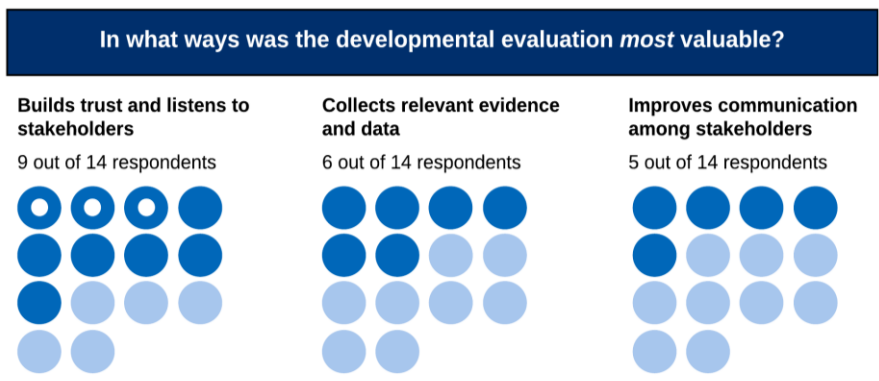 In what ways was the developmental evaluation most valuable?
Builds trust and listens to
stakeholders
9 out of 14 respondents
Collects relevant evidence
and data
6 out of 14 respondents
Improves communication
among stakeholders
5 out of 14 respondents